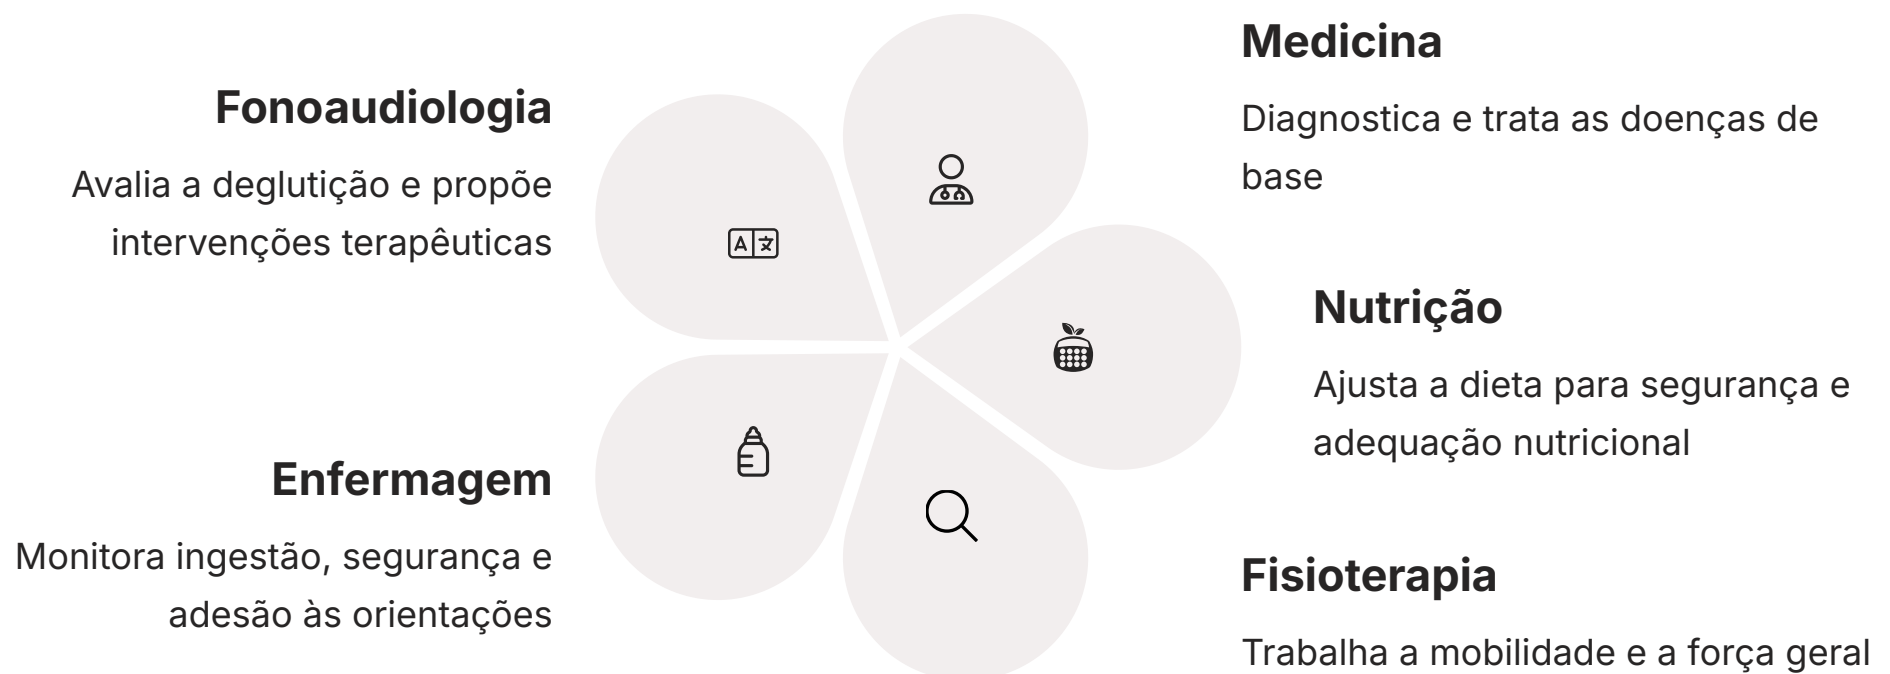 Fonoaudiologia
Avalia a deglutição e propõe
intervenções terapêuticas
Medicina
Diagnostica e trata as doenças de
base
Nutrição
Ajusta a dieta para segurança e
adequação nutricional
Enfermagem
Monitora ingestão, segurança e
adesão às orientações
Fisioterapia
Trabalha a mobilidade e a força geral
A 文